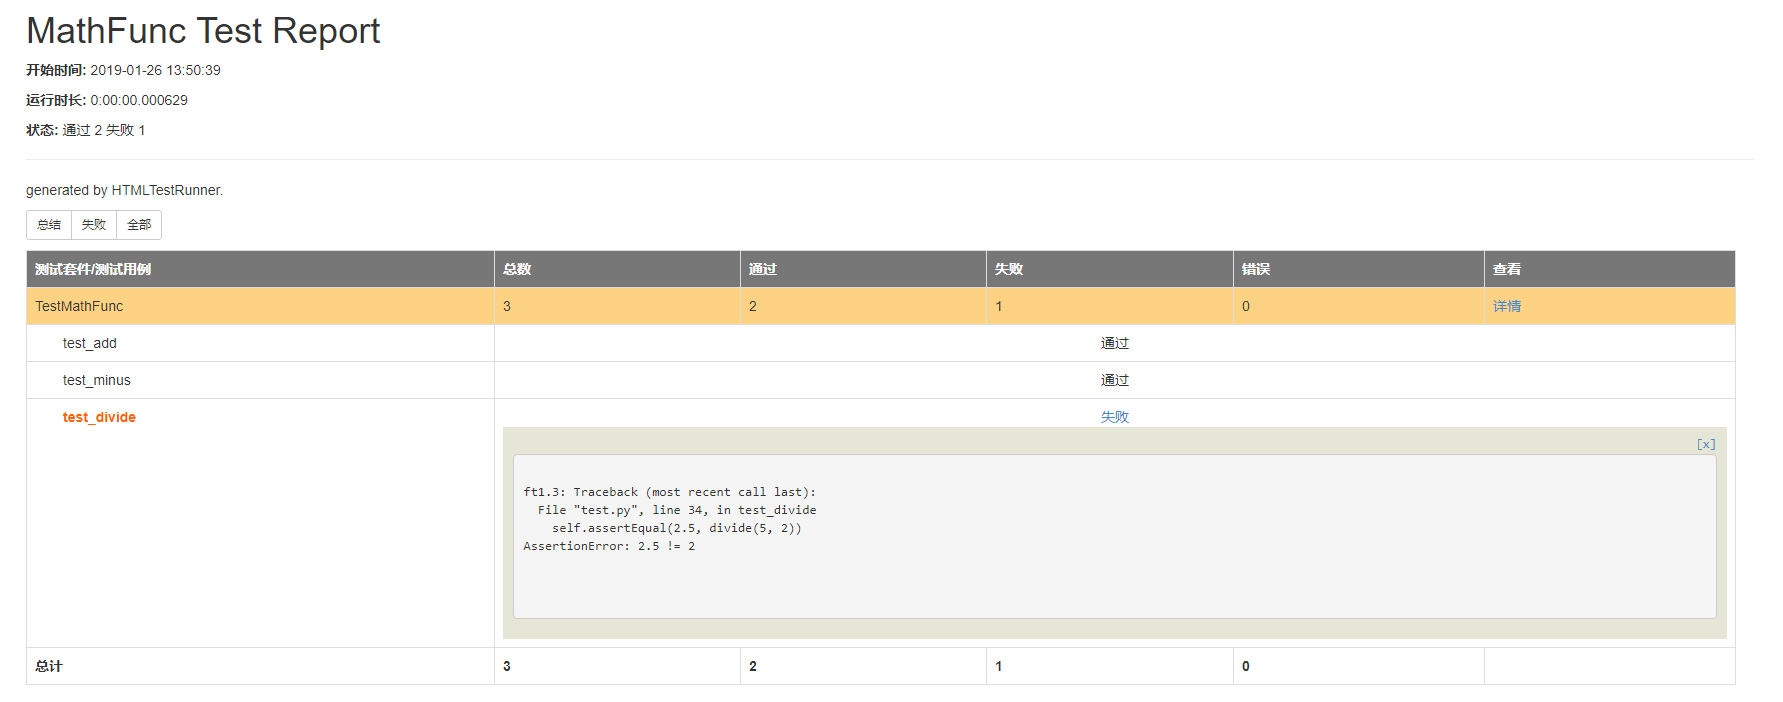 MathFunc Test Report
开始时间: 2019-01-26 13:50:39
运行时长: 0:00:00.000629
状态: 通过 2 失败 1
generated by HTMLTestRunner.
总结 失败 全部
测试套件/测试用例 总数 通过 失败 错误 查看
TestMathFunc 3 2 1 0 详情
test_add 通过
test_minus 通过
test_divide 失败
[x]
ft1.3: Traceback (most recent call last):
  File "test.py", line 34, in test_divide
    self.assertEqual(2.5, divide(5, 2))
AssertionError: 2.5 != 2
总计 3 2 1 0